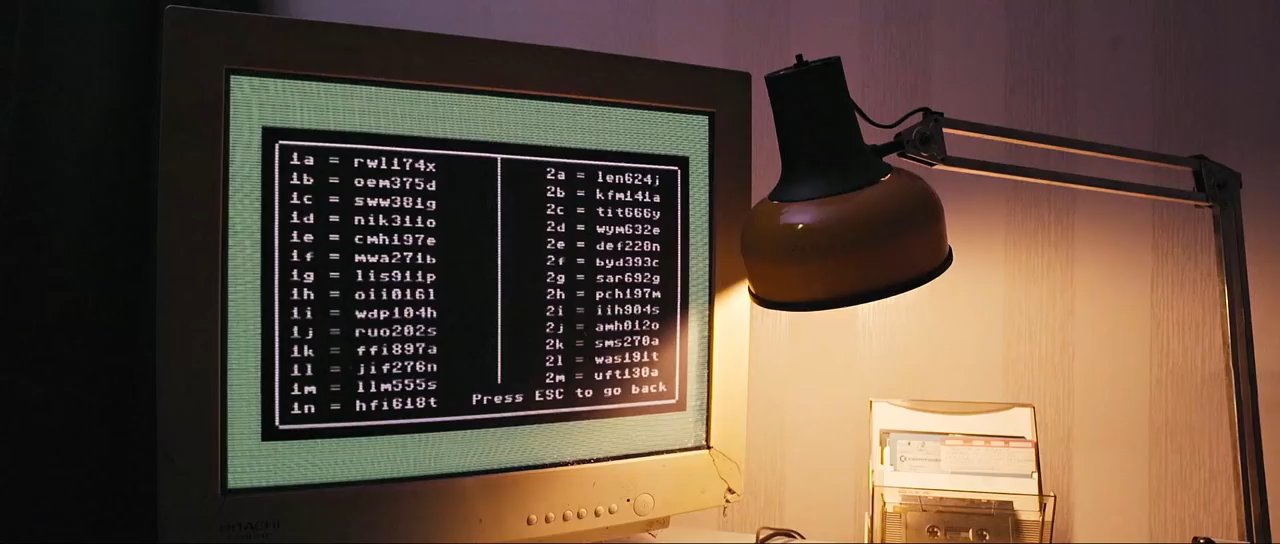 1a = rwl174x
1b = oem375d
1c = sww381g
1d = nik311o
1e = cmh197e
1f = mwa271b
1g = lis911p
1h = oii016l
1i = wdp104h
1j = ruo202s
1k = ffi897a
1l = jif276n
1m = llm555s
1n = hfi618t
2a = len624j
2b = kfm141a
2c = tit666y
2d = wym632e
2e = def220n
2f = byd393c
2g = sar692g
2h = pch197m
2i = iih904s
2j = amh012o
2k = sms270a
2l = was191t
2m = uft130a
Press ESC to go back
HITACHI